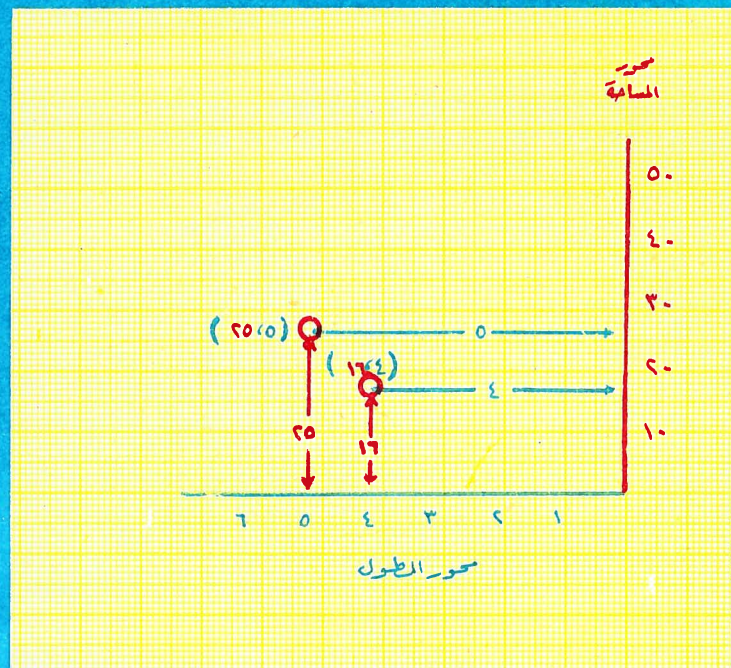 محور
المساحة
٥٠
٤٠
٣٠
(٢٥،٥) ٥
٢٠
(١٦،٤)
٤
١٠
٢٥
١٦
٦ ٥ ٤ ٣ ٢ ١
محور الطول